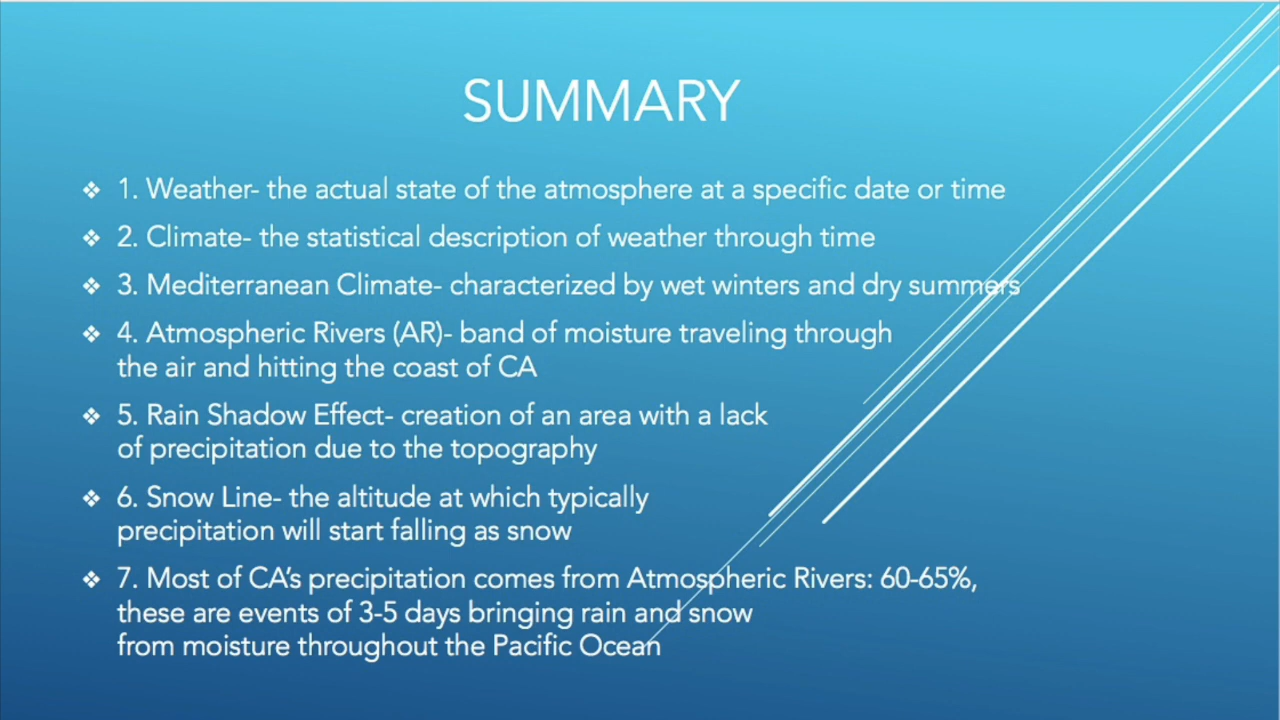 SUMMARY
❖ 1. Weather- the actual state of the atmosphere at a specific date or time
❖ 2. Climate- the statistical description of weather through time
❖ 3. Mediterranean Climate- characterized by wet winters and dry summers
❖ 4. Atmospheric Rivers (AR)- band of moisture traveling through
the air and hitting the coast of CA
❖ 5. Rain Shadow Effect- creation of an area with a lack
of precipitation due to the topography
❖ 6. Snow Line- the altitude at which typically
precipitation will start falling as snow
❖ 7. Most of CA's precipitation comes from Atmospheric Rivers: 60-65%,
these are events of 3-5 days bringing rain and snow
from moisture throughout the Pacific Ocean